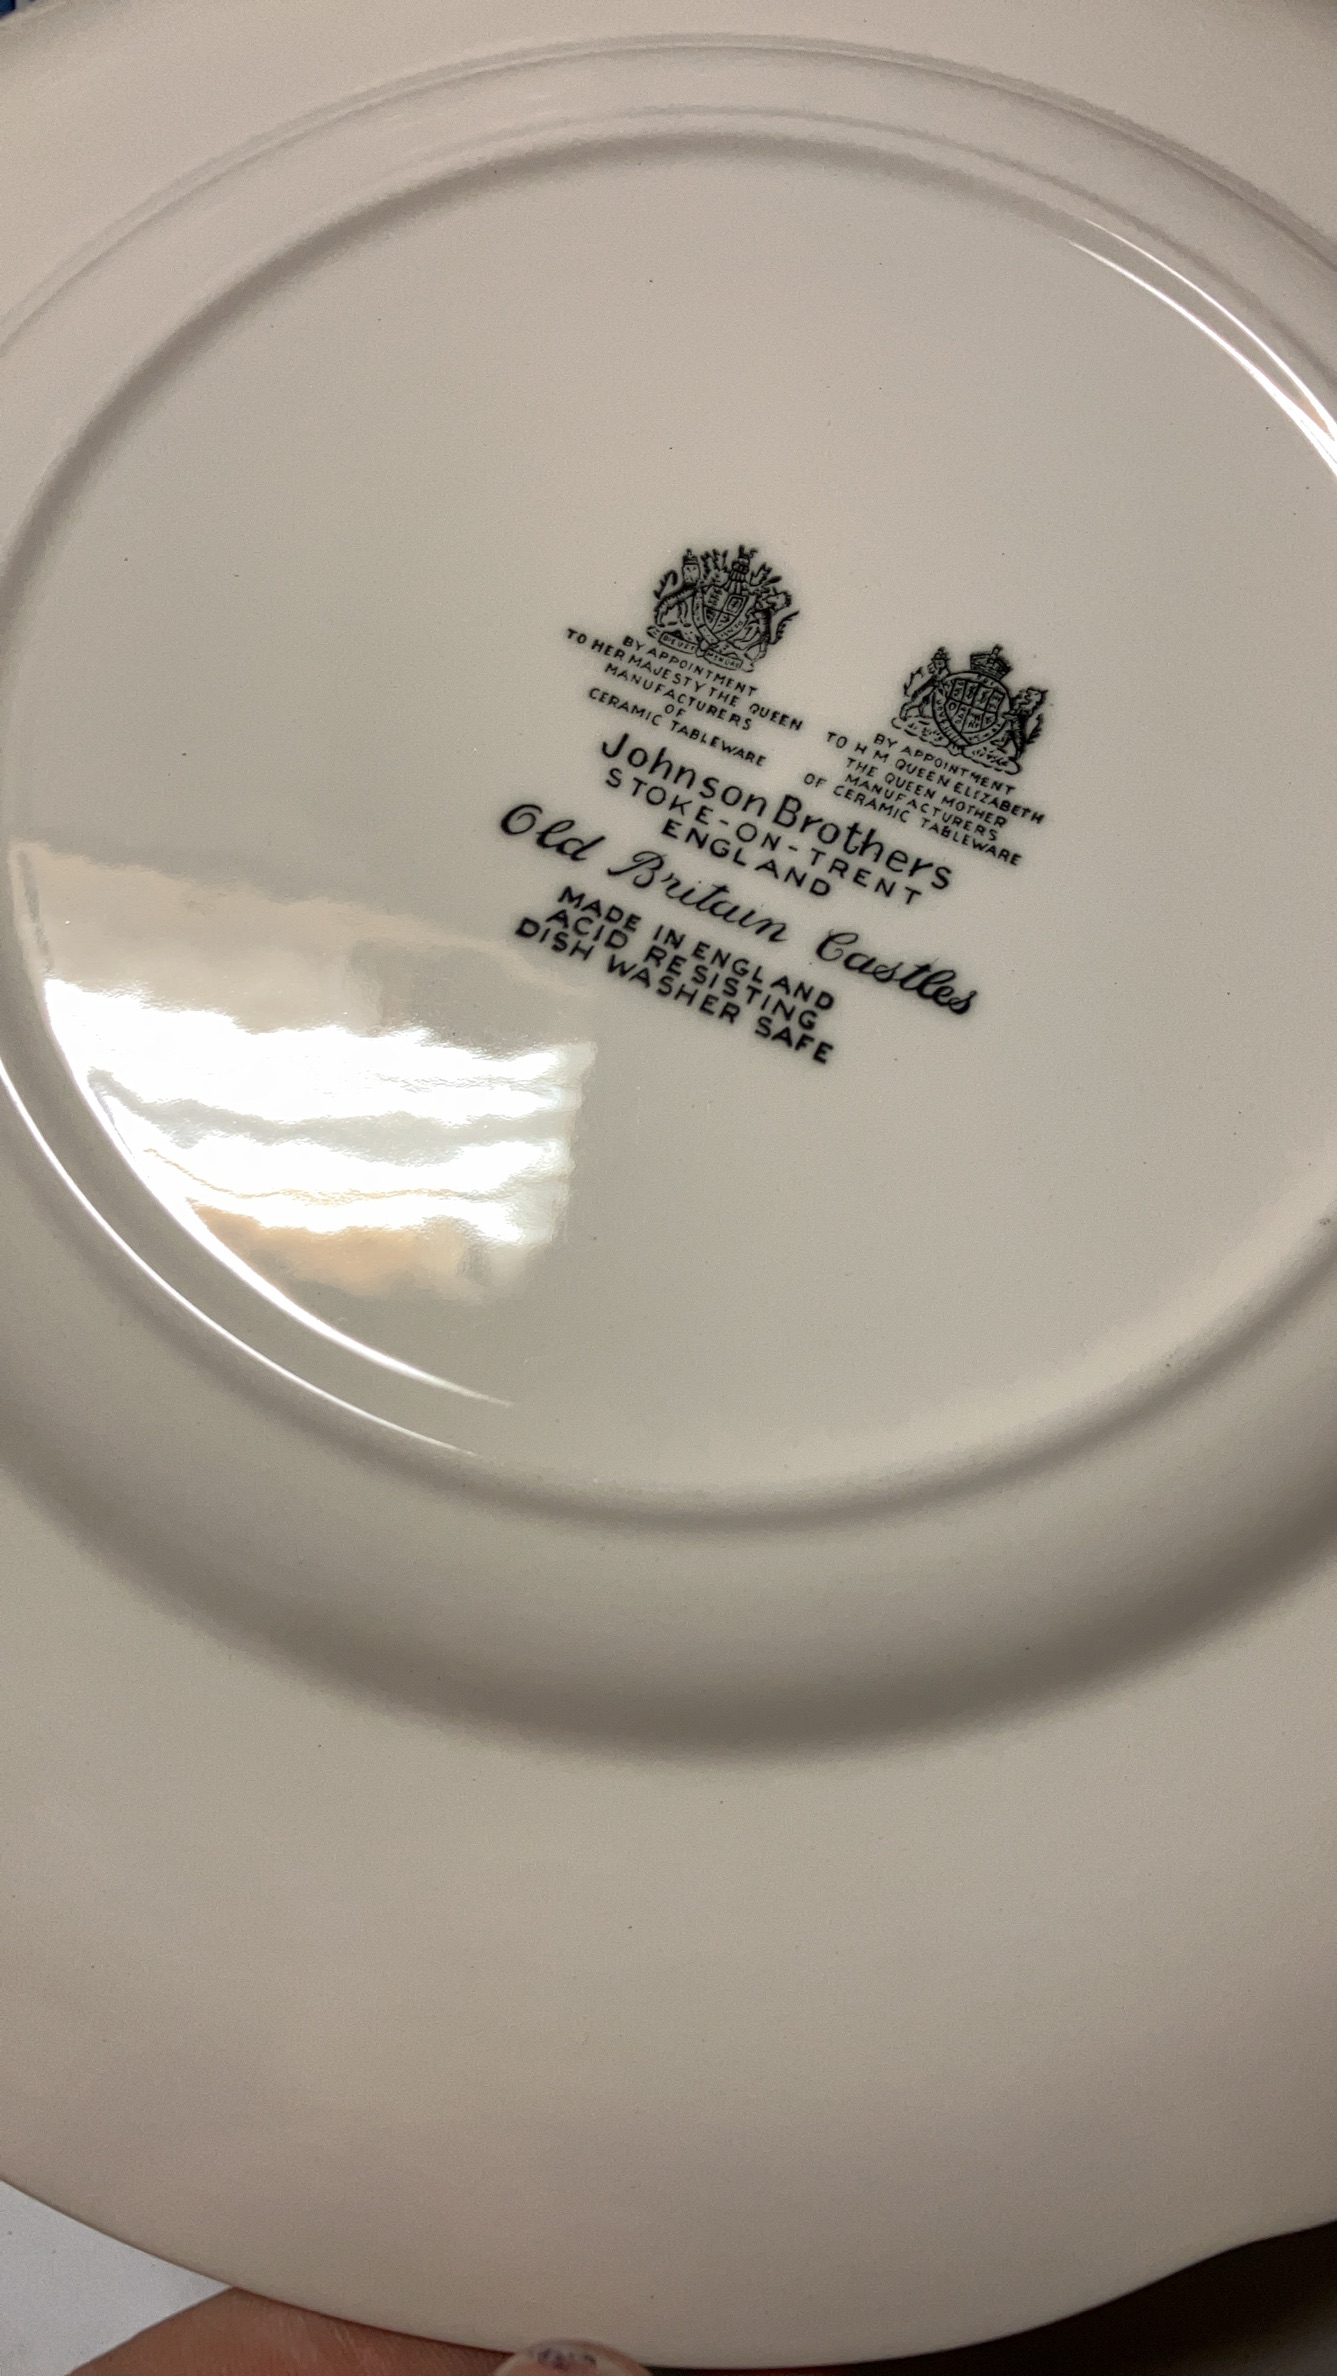 BY APPOINTMENT
TO HER MAJESTY THE QUEEN
MANUFACTURERS
OF
CERAMIC TABLEWARE
BY APPOINTMENT
TO H M QUEEN ELIZABETH
THE QUEEN MOTHER
MANUFACTURERS
OF CERAMIC TABLEWARE
Johnson Brothers
STOKE-ON-TRENT
ENGLAND
Old Britain Castles
MADE IN ENGLAND
ACID RESISTING
DISH WASHER SAFE